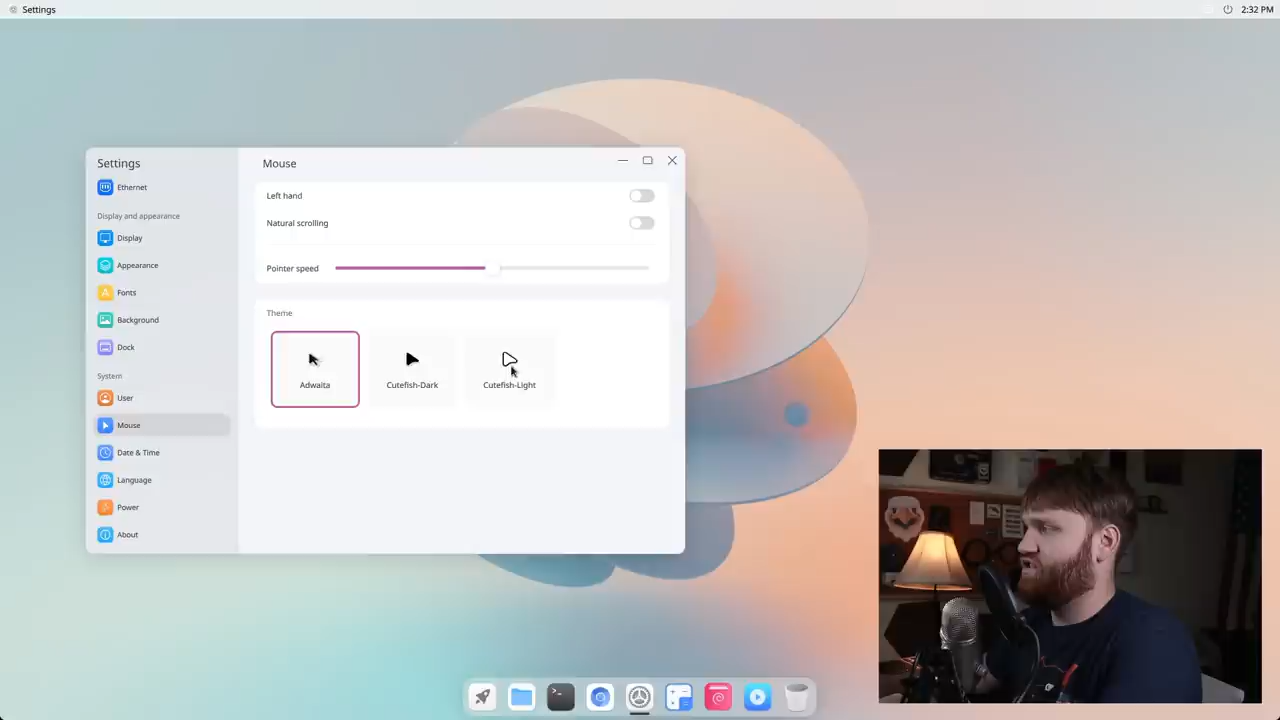 Settings
2:32 PM
Settings
Ethernet
Display and appearance
Display
Appearance
Fonts
Background
Dock
System
User
Mouse
Date & Time
Language
Power
About
Mouse
Left hand
Natural scrolling
Pointer speed
Theme
Adwaita
Cutefish-Dark
Cutefish-Light